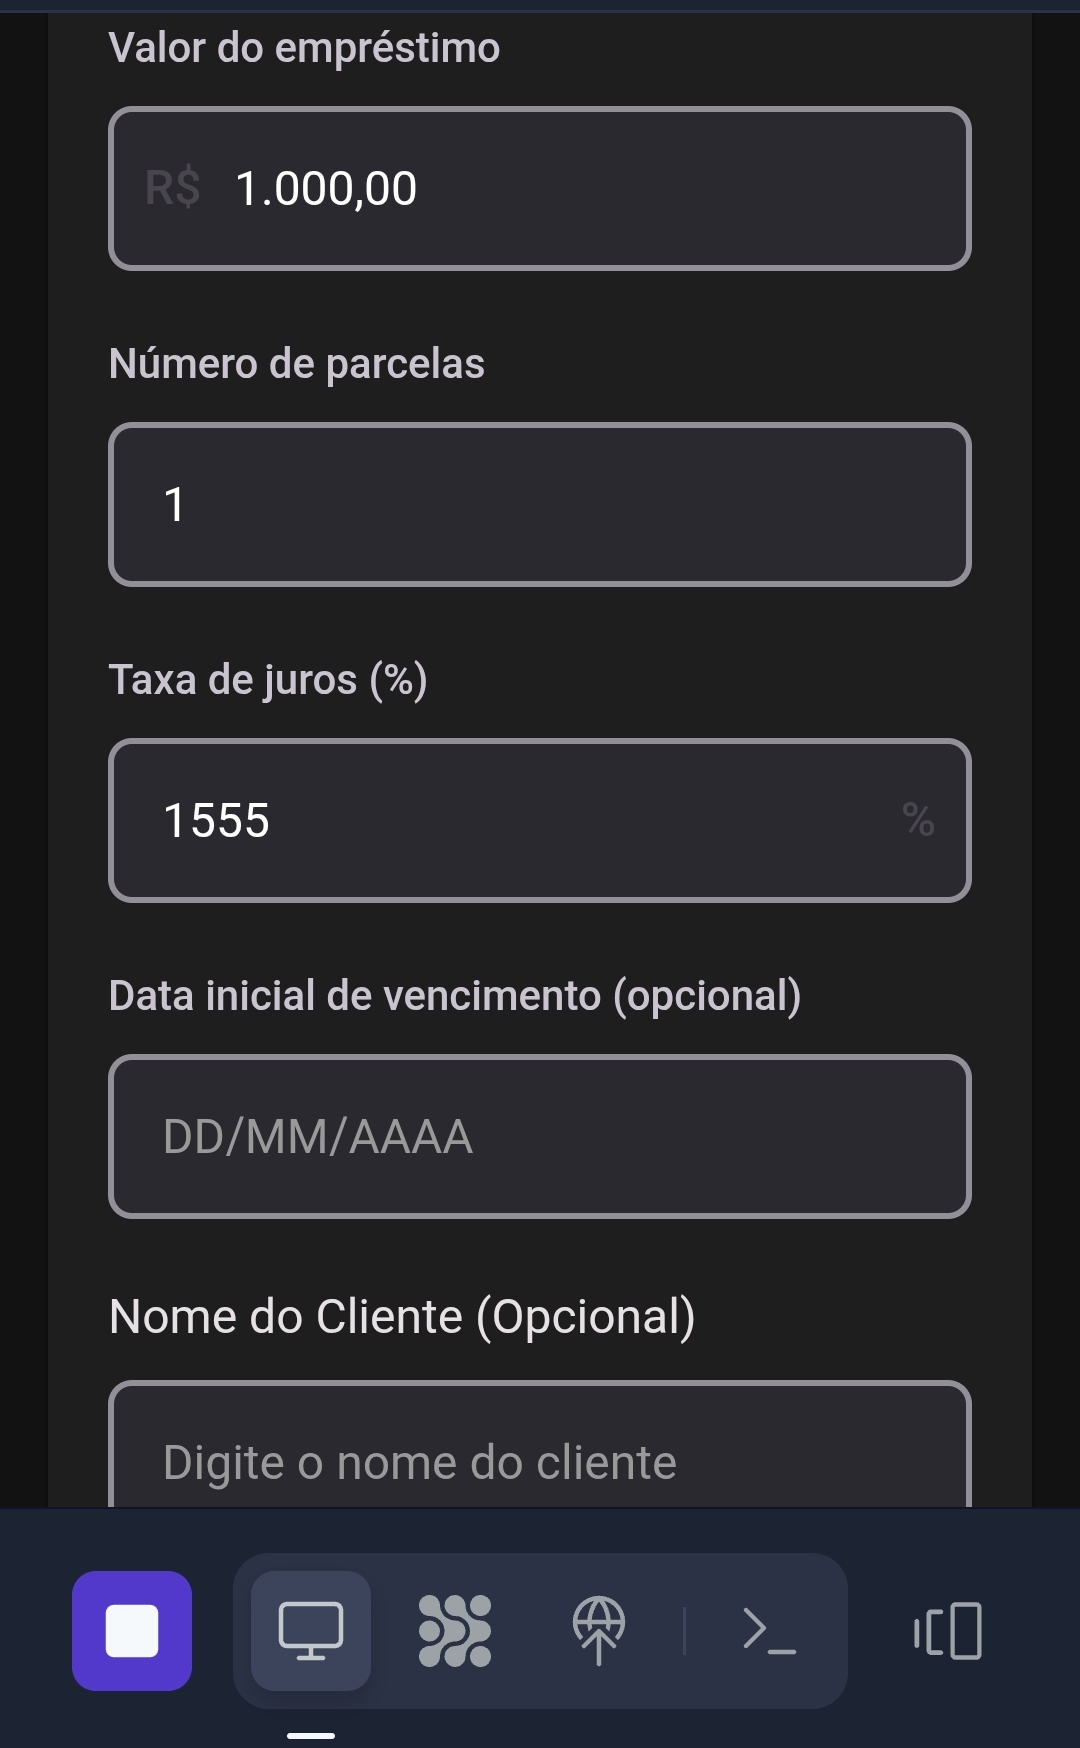 Valor do empréstimo
R$ 1.000,00
Número de parcelas
1
Taxa de juros (%)
1555 %
Data inicial de vencimento (opcional)
DD/MM/AAAA
Nome do Cliente (Opcional)
Digite o nome do cliente